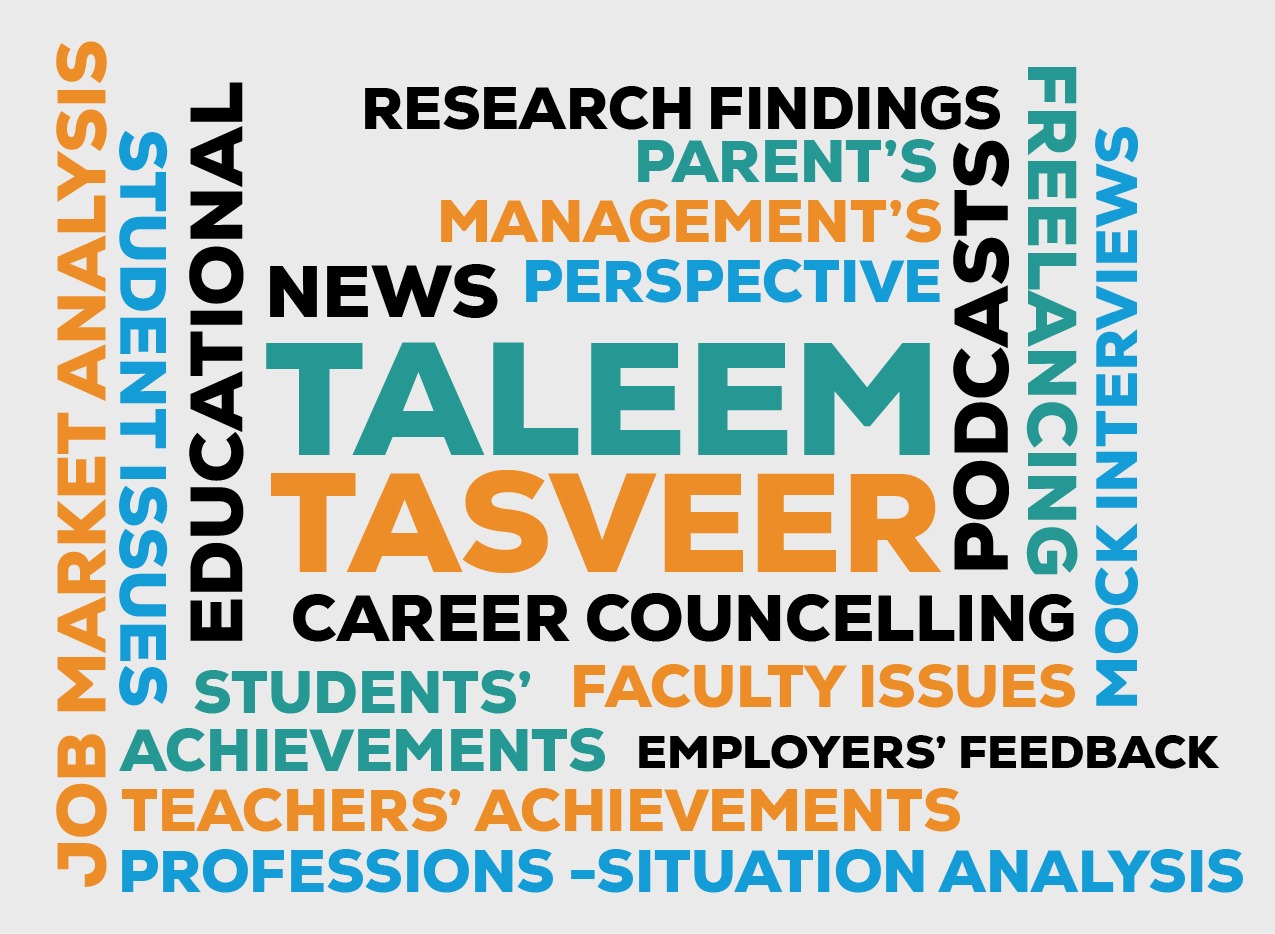 JOB MARKET ANALYSIS
STUDENT ISSUES
EDUCATIONAL
RESEARCH FINDINGS
PARENT’S
MANAGEMENT’S
NEWS PERSPECTIVE
TALEEM
TASVEER
PODCASTS
FREELANCING
MOCK INTERVIEWS
CAREER COUNCELLING
STUDENTS’ FACULTY ISSUES
ACHIEVEMENTS EMPLOYERS’ FEEDBACK
TEACHERS’ ACHIEVEMENTS
PROFESSIONS –SITUATION ANALYSIS